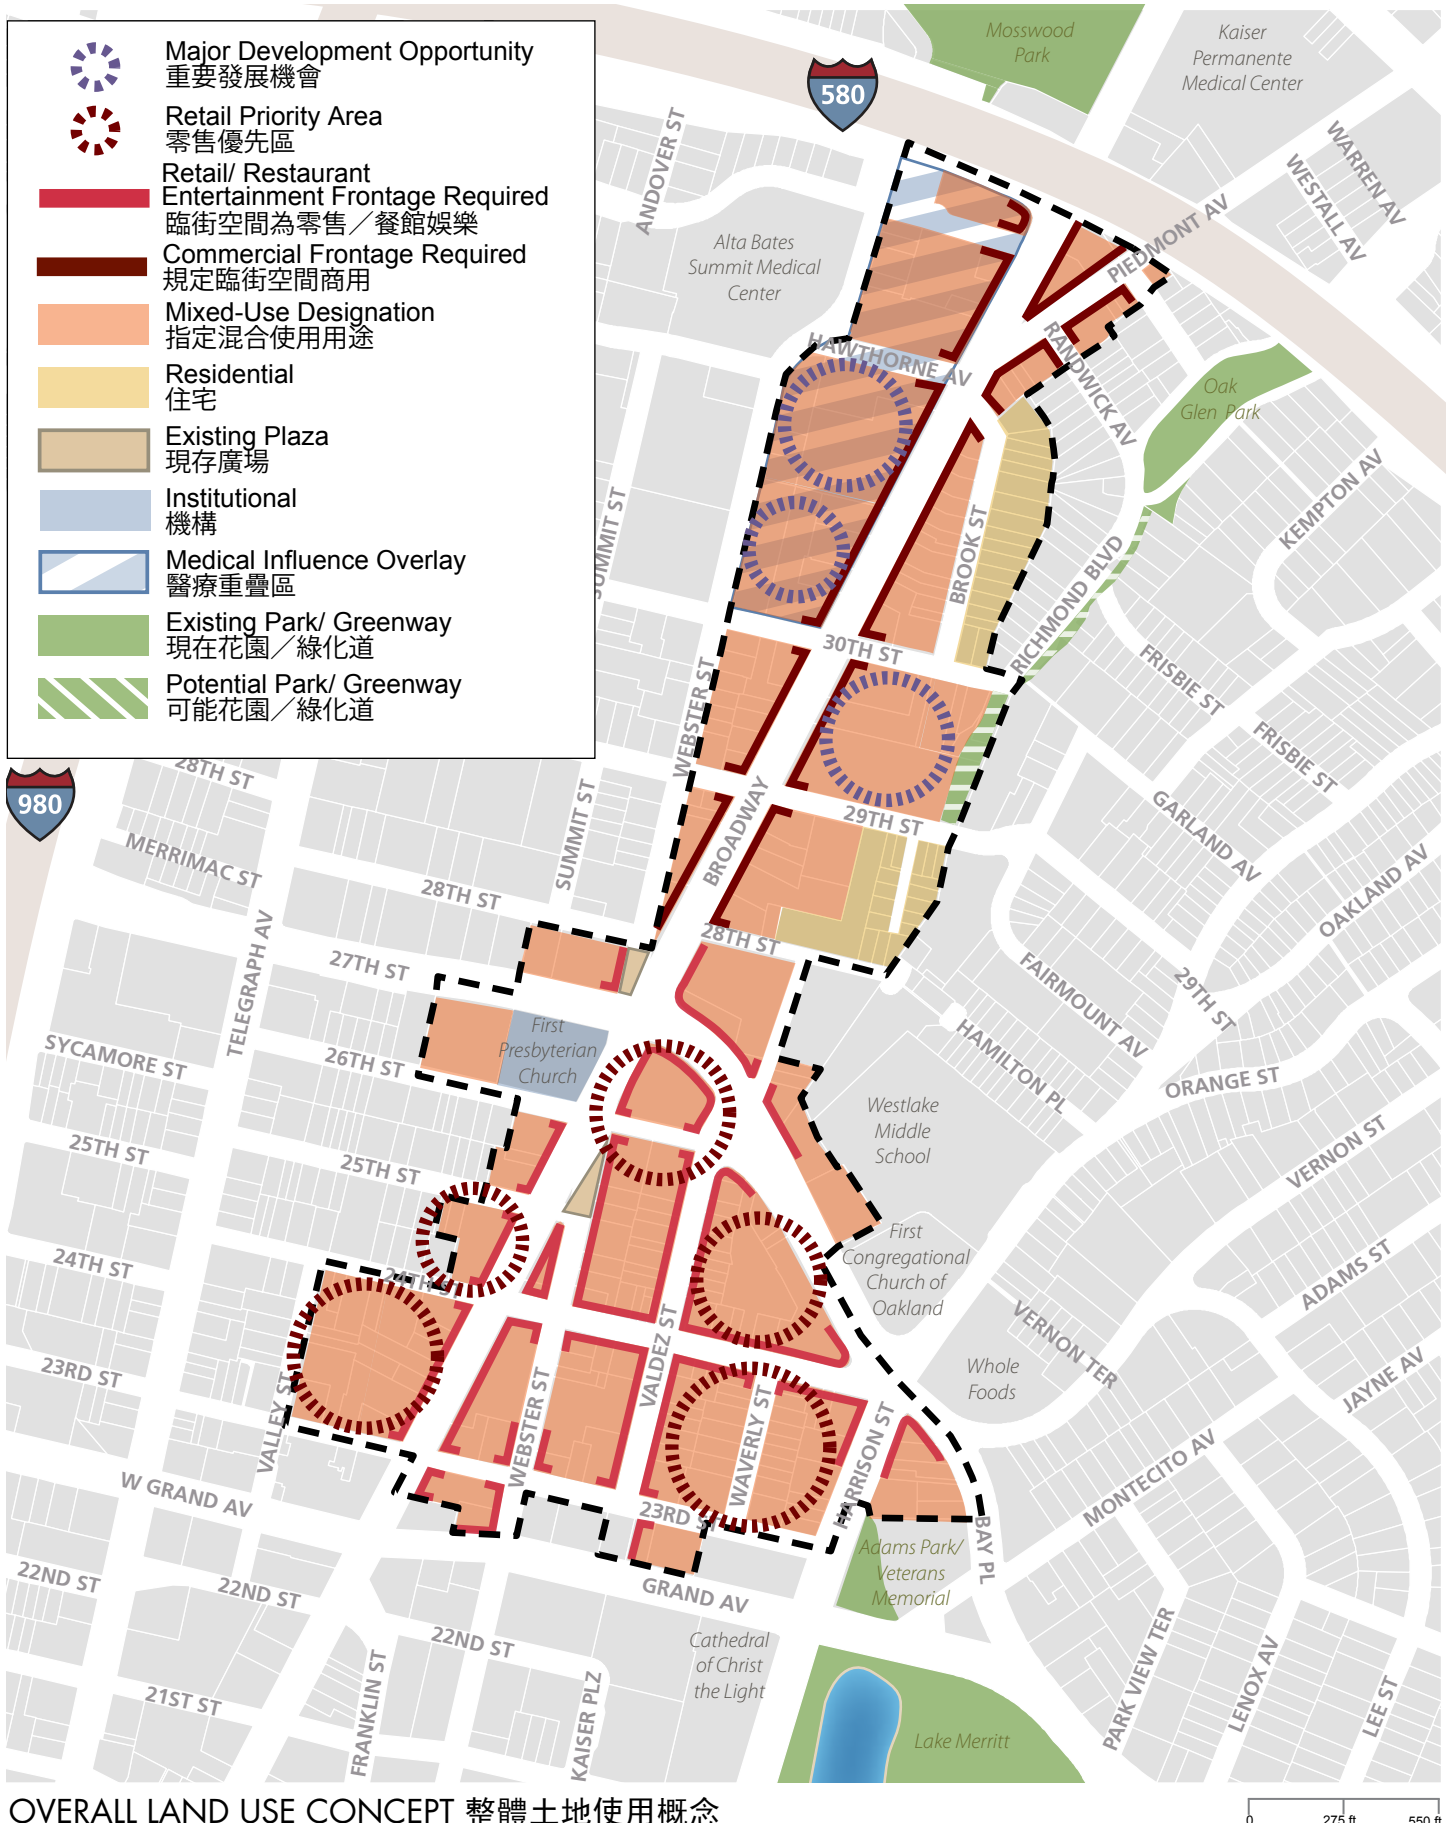 Major Development Opportunity
重要發展機會
Retail Priority Area
零售優先區
Retail/ Restaurant
Entertainment Frontage Required
臨街空間為零售／餐館娛樂
Commercial Frontage Required
規定臨街空間商用
Mixed-Use Designation
指定混合使用用途
Residential
住宅
Existing Plaza
現存廣場
Institutional
機構
Medical Influence Overlay
醫療重疊區
Existing Park/ Greenway
現在花園／綠化道
Potential Park/ Greenway
可能花園／綠化道
Mosswood
Park
Kaiser
Permanente
Medical Center
580
ANDOVER ST
WARREN AV
WESTALL AV
PIEDMONT AV
Alta Bates
Summit Medical
Center
HAWTHORNE AV
RANDWICK AV
Oak
Glen Park
KEMPTON AV
SUMMIT ST
BROOK ST
RICHMOND BLVD
30TH ST
FRISBIE ST
FRISBIE ST
WEBSTER ST
28TH ST
980
SUMMIT ST
BROADWAY
29TH ST
GARLAND AV
OAKLAND AV
MERRIMAC ST
28TH ST
28TH ST
TELEGRAPH AV
27TH ST
FAIRMOUNT AV
29TH ST
First
Presbyterian
Church
HAMILTON PL
SYCAMORE ST
26TH ST
ORANGE ST
Westlake
Middle
School
VERNON ST
25TH ST
25TH ST
First
Congregational
Church of
Oakland
24TH ST
24TH ST
ADAMS ST
VERNON TER
VALDEZ ST
23RD ST
Whole
Foods
JAYNE AV
VALLEY ST
WEBSTER ST
WAVERLY ST
HARRISON ST
MONTECITO AV
W GRAND AV
23RD ST
BAY PL
Adams Park/
Veterans
Memorial
22ND ST
22ND ST
GRAND AV
22ND ST
Cathedral
of Christ
the Light
PARK VIEW TER
LENOX AV
LEE ST
21ST ST
FRANKLIN ST
KAISER PLZ
Lake Merritt
OVERALL LAND USE CONCEPT 整體土地使用概念
0 275 ft 550 ft